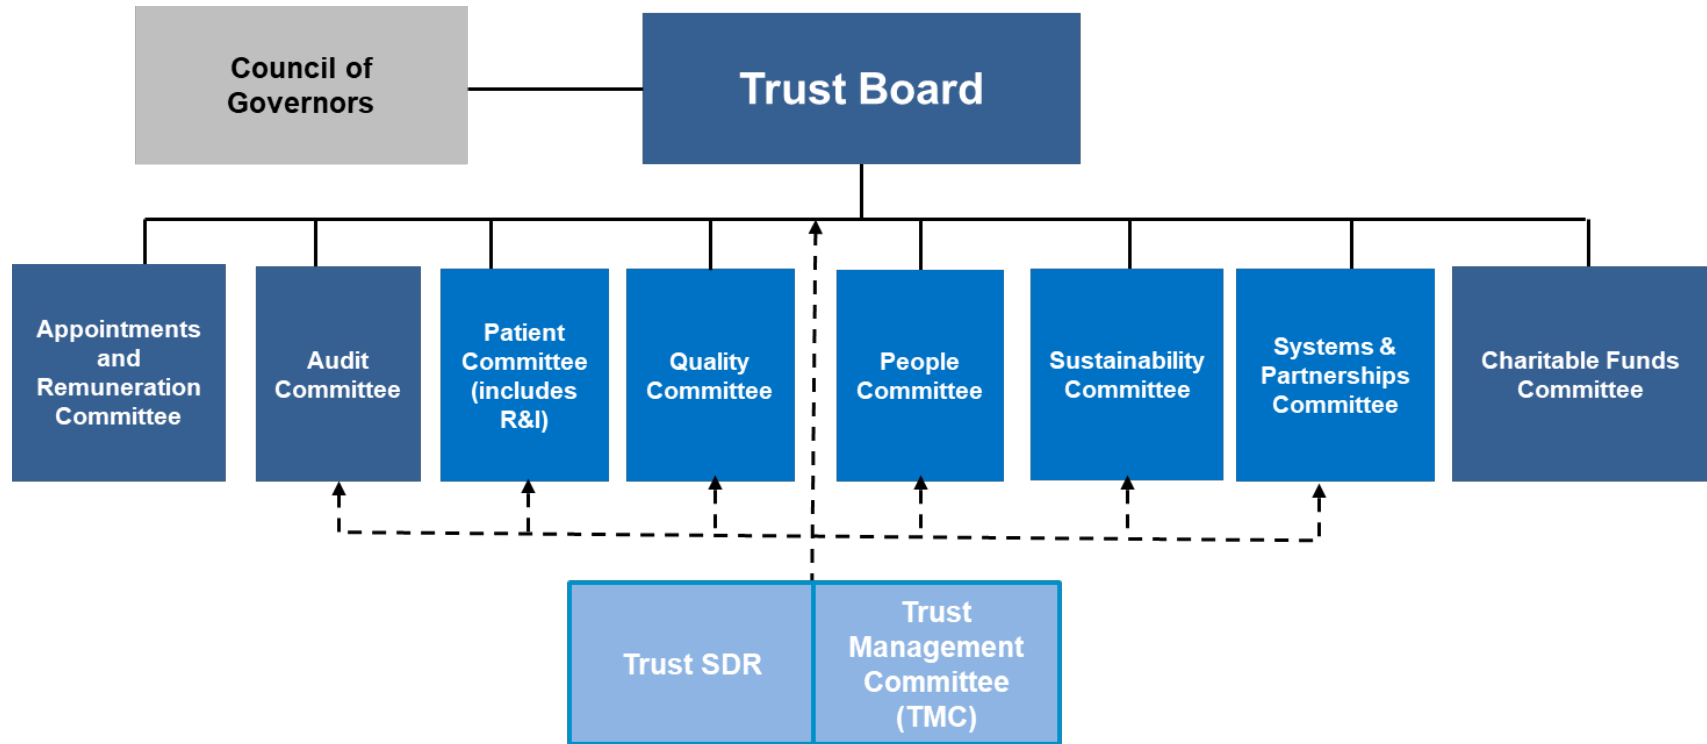 Council of
Governors
Trust Board
Appointments
and
Remuneration
Committee
Audit
Committee
Patient
Committee
(includes
R&I)
Quality
Committee
People
Committee
Sustainability
Committee
Systems &
Partnerships
Committee
Charitable Funds
Committee
Trust SDR
Trust
Management
Committee
(TMC)